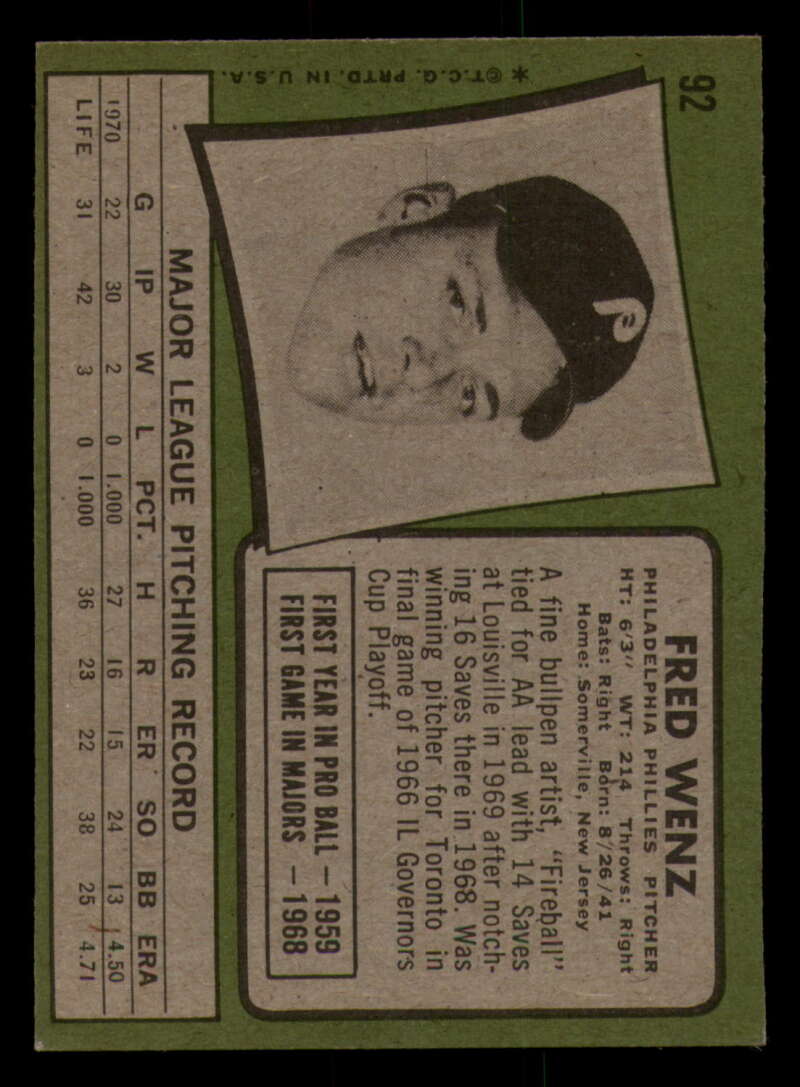 92
FRED WENZ
PHILADELPHIA PHILLIES PITCHER
HT: 6'3" WT: 214 Throws: Right
Bats: Right Born: 8/26/41
Home: Somerville, New Jersey
A fine bullpen artist, "Fireball"
tied for AA lead with 14 Saves
at Louisville in 1969 after notch-
ing 16 Saves there in 1968. Was
winning pitcher for Toronto in
final game of 1966 IL Governors
Cup Playoff.
FIRST YEAR IN PRO BALL – 1959
FIRST GAME IN MAJORS – 1968
P
*©T.C.G. PRTD. IN U.S.A.
MAJOR LEAGUE PITCHING RECORD
G IP W L PCT. H R ER SO BB ERA
1970 22 30 2 0 1.000 27 16 15 24 13 4.50
LIFE 31 42 3 0 1.000 36 23 22 38 25 4.71